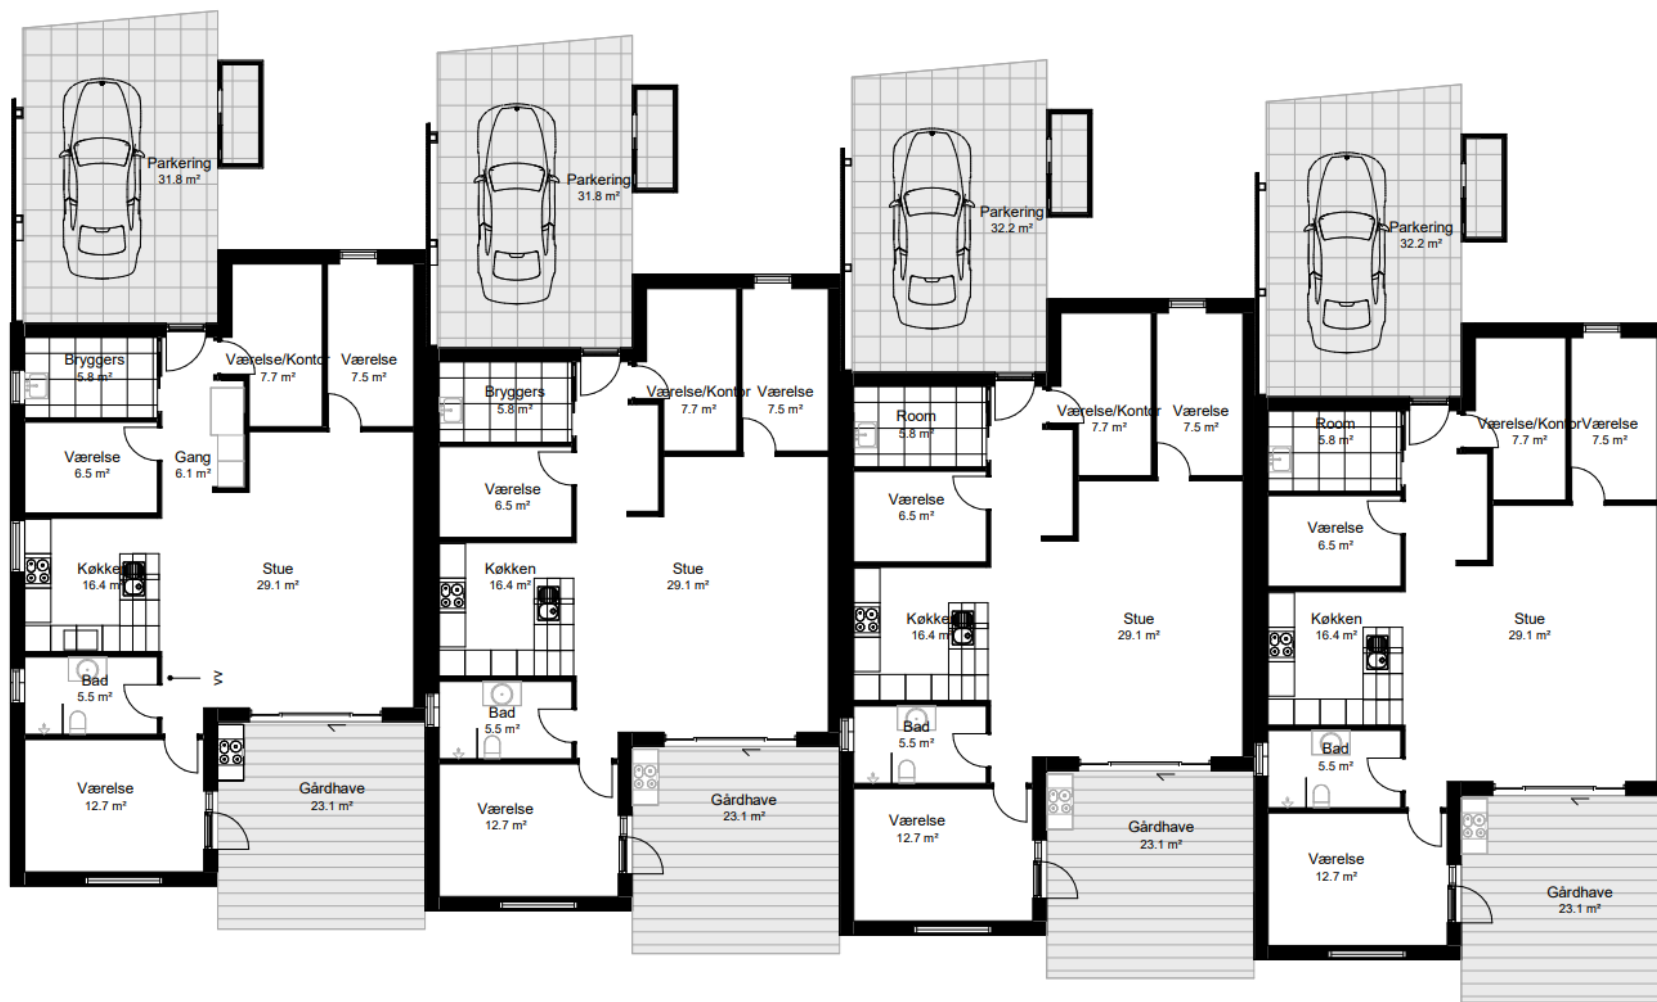 Parkering
31.8 m²
Bryggers
5.8 m²
Værelse/Kontor
7.7 m²
Værelse
7.5 m²
Værelse
6.5 m²
Gang
6.1 m²
Køkken
16.4 m²
Stue
29.1 m²
Bad
5.5 m²
VV
Værelse
12.7 m²
Gårdhave
23.1 m²
Parkering
31.8 m²
Bryggers
5.8 m²
Værelse/Kontor
7.7 m²
Værelse
7.5 m²
Værelse
6.5 m²
Køkken
16.4 m²
Stue
29.1 m²
Bad
5.5 m²
Værelse
12.7 m²
Gårdhave
23.1 m²
Parkering
32.2 m²
Room
5.8 m²
Værelse/Kontor
7.7 m²
Værelse
7.5 m²
Værelse
6.5 m²
Køkken
16.4 m²
Stue
29.1 m²
Bad
5.5 m²
Værelse
12.7 m²
Gårdhave
23.1 m²
Parkering
32.2 m²
Room
5.8 m²
Værelse/Kontor
7.7 m²
Værelse
7.5 m²
Værelse
6.5 m²
Køkken
16.4 m²
Stue
29.1 m²
Bad
5.5 m²
Værelse
12.7 m²
Gårdhave
23.1 m²